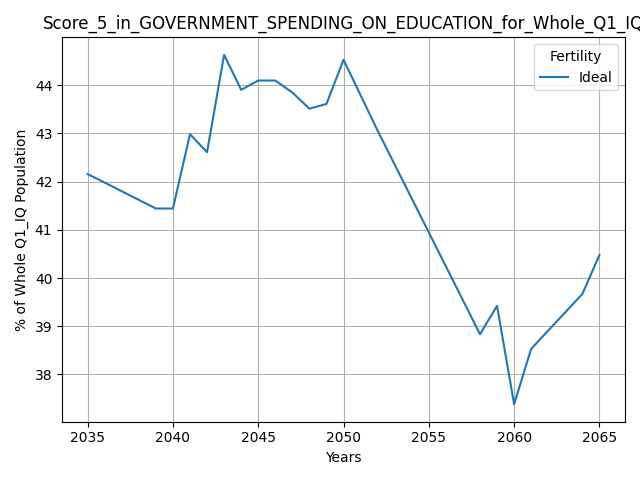 Score_5_in_GOVERNMENT_SPENDING_ON_EDUCATION_for_Whole_Q1_IQ
Fertility
Ideal
% of Whole Q1_IQ Population
44
43
42
41
40
39
38
2035 2040 2045 2050 2055 2060 2065
Years